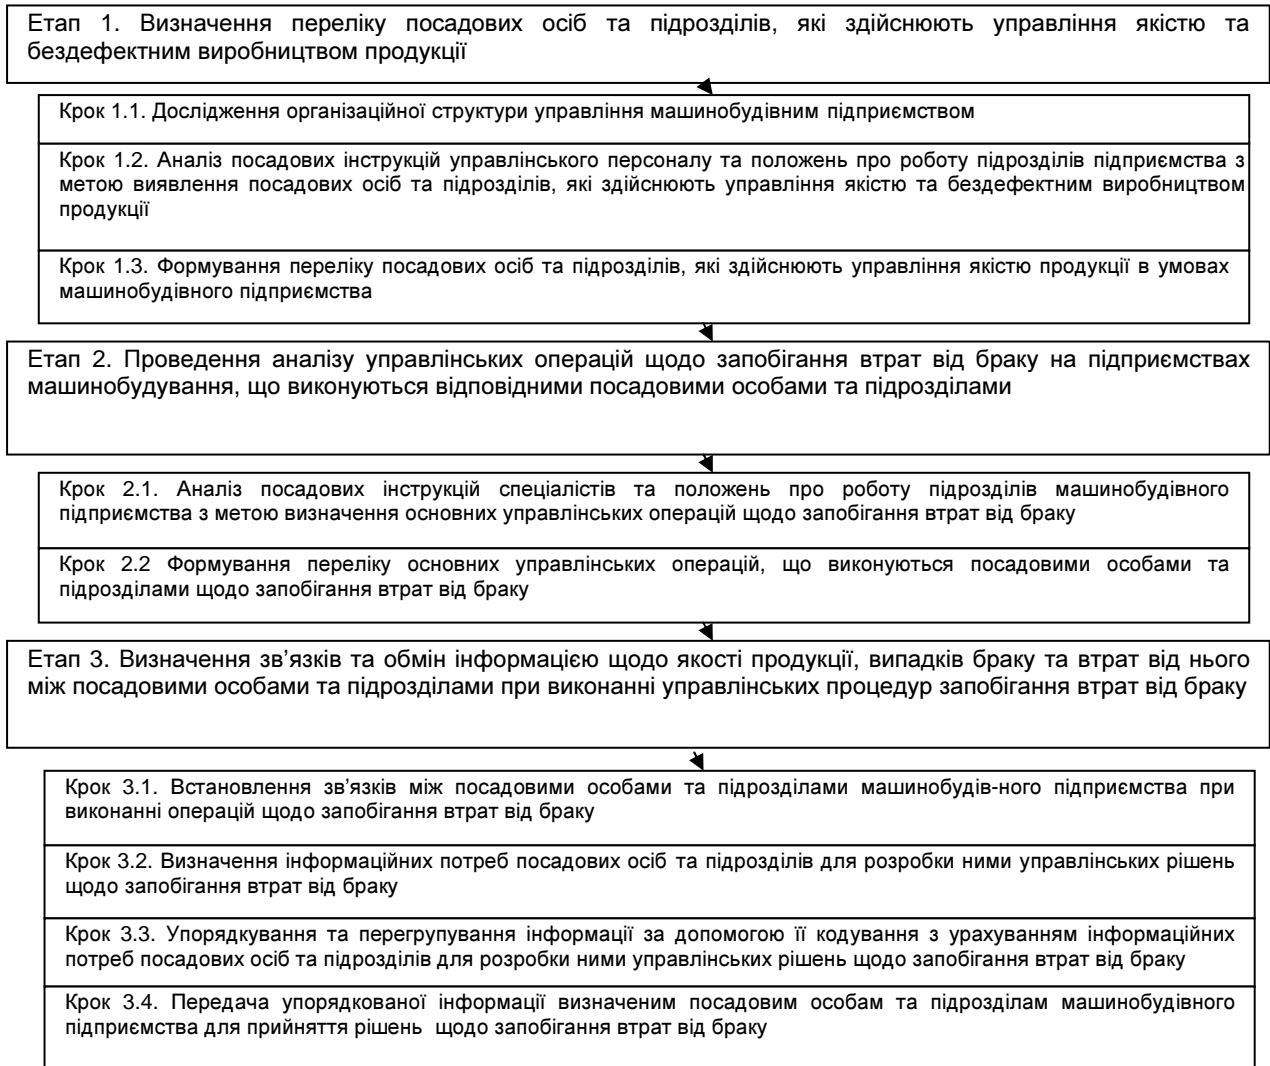 Етап 1. Визначення переліку посадових осіб та підрозділів, які здійснюють управління якістю та
бездефектним виробництвом продукції
Крок 1.1. Дослідження організаційної структури управління машинобудівним підприємством
Крок 1.2. Аналіз посадових інструкцій управлінського персоналу та положень про роботу підрозділів підприємства з
метою виявлення посадових осіб та підрозділів, які здійснюють управління якістю та бездефектним виробництвом
продукції
Крок 1.3. Формування переліку посадових осіб та підрозділів, які здійснюють управління якістю продукції в умовах
машинобудівного підприємства
Етап 2. Проведення аналізу управлінських операцій щодо запобігання втрат від браку на підприємствах
машинобудування, що виконуються відповідними посадовими особами та підрозділами
Крок 2.1. Аналіз посадових інструкцій спеціалістів та положень про роботу підрозділів машинобудівного
підприємства з метою визначення основних управлінських операцій щодо запобігання втрат від браку
Крок 2.2 Формування переліку основних управлінських операцій, що виконуються посадовими особами та
підрозділами щодо запобігання втрат від браку
Етап 3. Визначення зв’язків та обмін інформацією щодо якості продукції, випадків браку та втрат від нього
між посадовими особами та підрозділами при виконанні управлінських процедур запобігання втрат від браку
Крок 3.1. Встановлення зв’язків між посадовими особами та підрозділами машинобудів-ного підприємства при
виконанні операцій щодо запобігання втрат від браку
Крок 3.2. Визначення інформаційних потреб посадових осіб та підрозділів для розробки ними управлінських рішень
щодо запобігання втрат від браку
Крок 3.3. Упорядкування та перегрупування інформації за допомогою її кодування з урахуванням інформаційних
потреб посадових осіб та підрозділів для розробки ними управлінських рішень щодо запобігання втрат від браку
Крок 3.4. Передача упорядкованої інформації визначеним посадовим особам та підрозділам машинобудівного
підприємства для прийняття рішень щодо запобігання втрат від браку